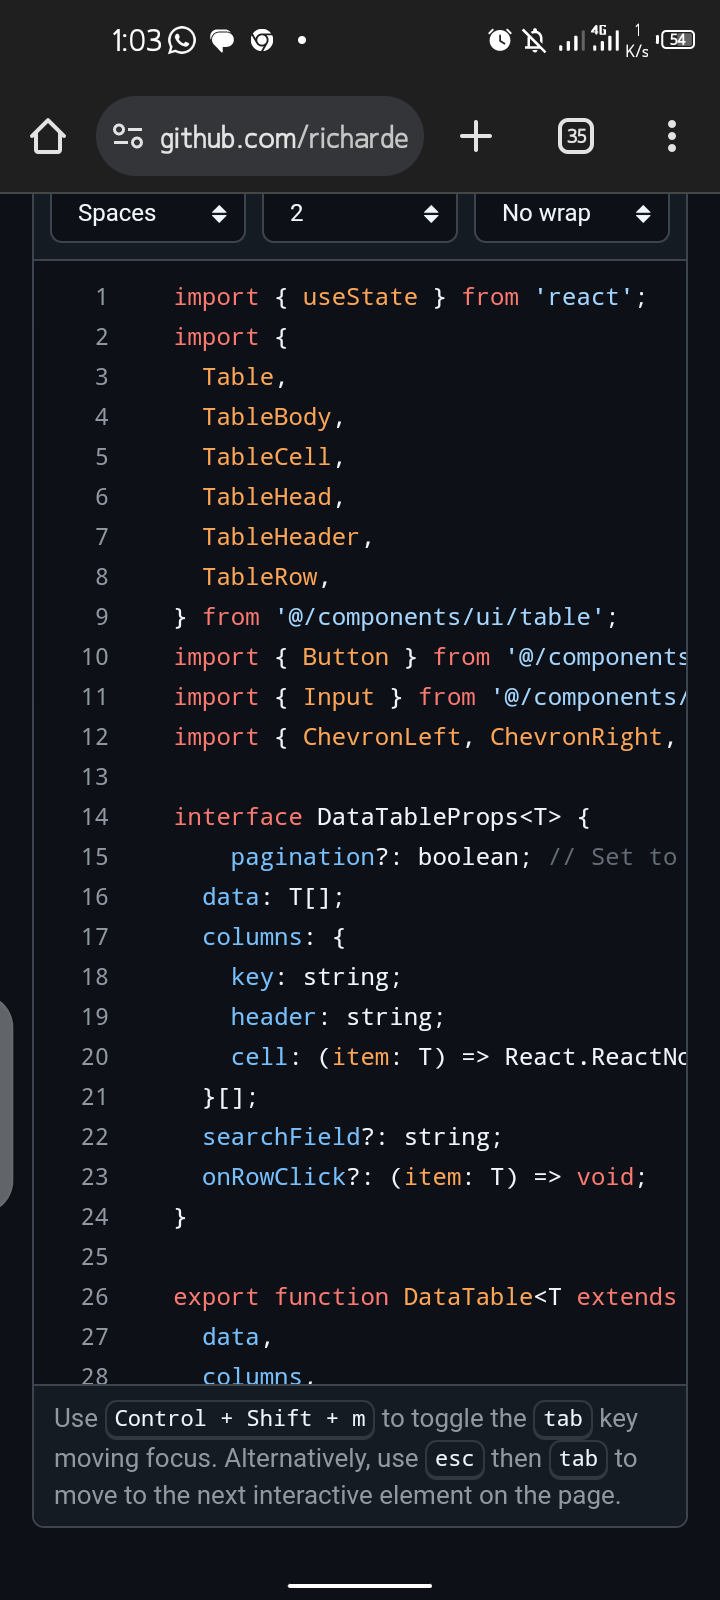 1:03
4G
1
K/s
54
github.com/richarde
35
Spaces
2
No wrap
1 import { useState } from 'react';
2 import {
3   Table,
4   TableBody,
5   TableCell,
6   TableHead,
7   TableHeader,
8   TableRow,
9 } from '@/components/ui/table';
10 import { Button } from '@/components
11 import { Input } from '@/components/
12 import { ChevronLeft, ChevronRight,
13
14 interface DataTableProps<T> {
15     pagination?: boolean; // Set to
16   data: T[];
17   columns: {
18     key: string;
19     header: string;
20     cell: (item: T) => React.ReactNo
21   }[];
22   searchField?: string;
23   onRowClick?: (item: T) => void;
24 }
25
26 export function DataTable<T extends
27   data,
28   columns,
Use Control + Shift + m to toggle the tab key
moving focus. Alternatively, use esc then tab to
move to the next interactive element on the page.